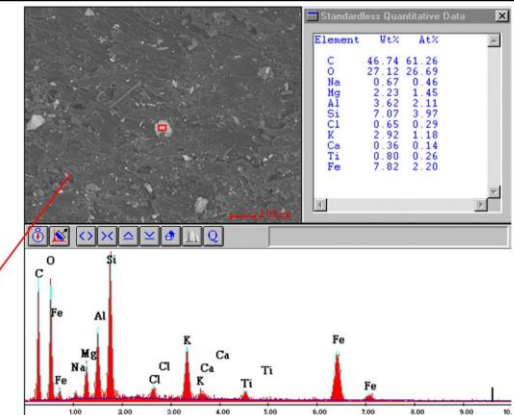 Standardless Quantitative Data
Element Wt% At%
C 46.74 61.26
O 27.12 26.69
Na 0.67 0.46
Mg 2.23 1.45
Al 3.62 2.11
Si 7.07 3.97
Cl 0.65 0.29
K 2.92 1.18
Ca 0.36 0.14
Ti 0.80 0.26
Fe 7.82 2.20
Q
O Si
C
Fe Al K Fe
Mg Ca
Na Cl Ca Ti
Fe Cl K Ti Fe
1.00 2.00 3.00 4.00 5.00 6.00 7.00 8.00 9.00